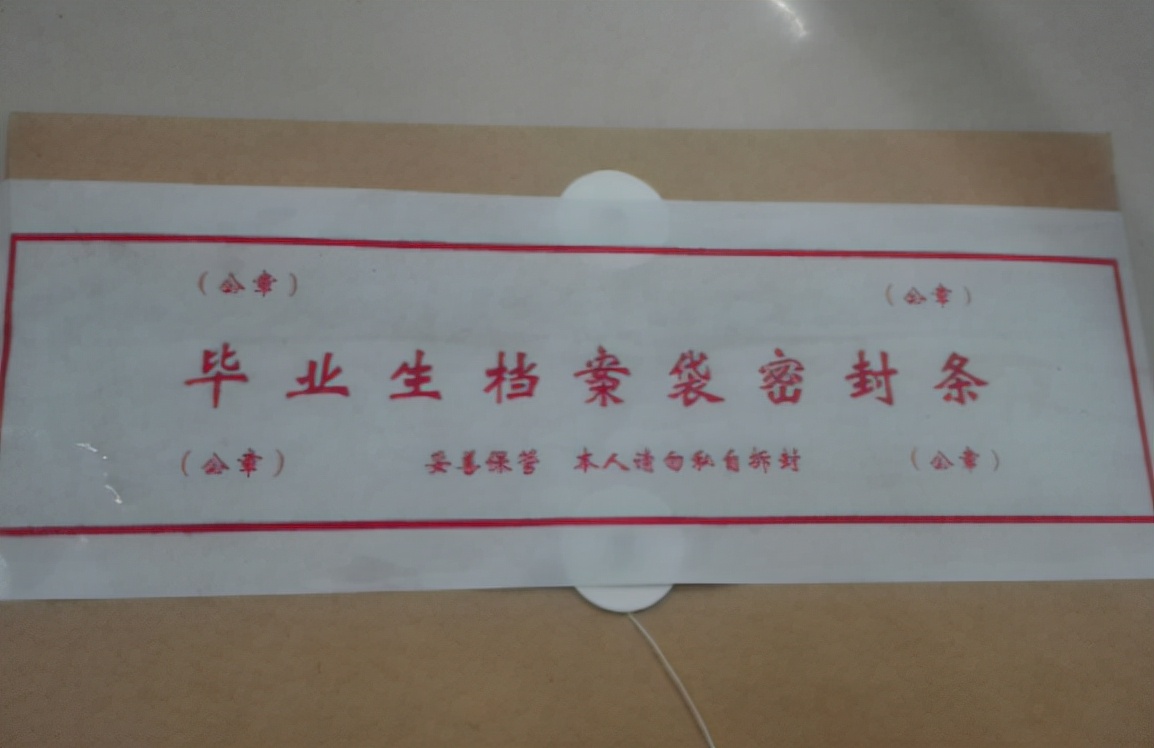 （公章） （公章）
毕业生档案袋密封条
（公章） 妥善保管 本人请勿私自拆封 （公章）